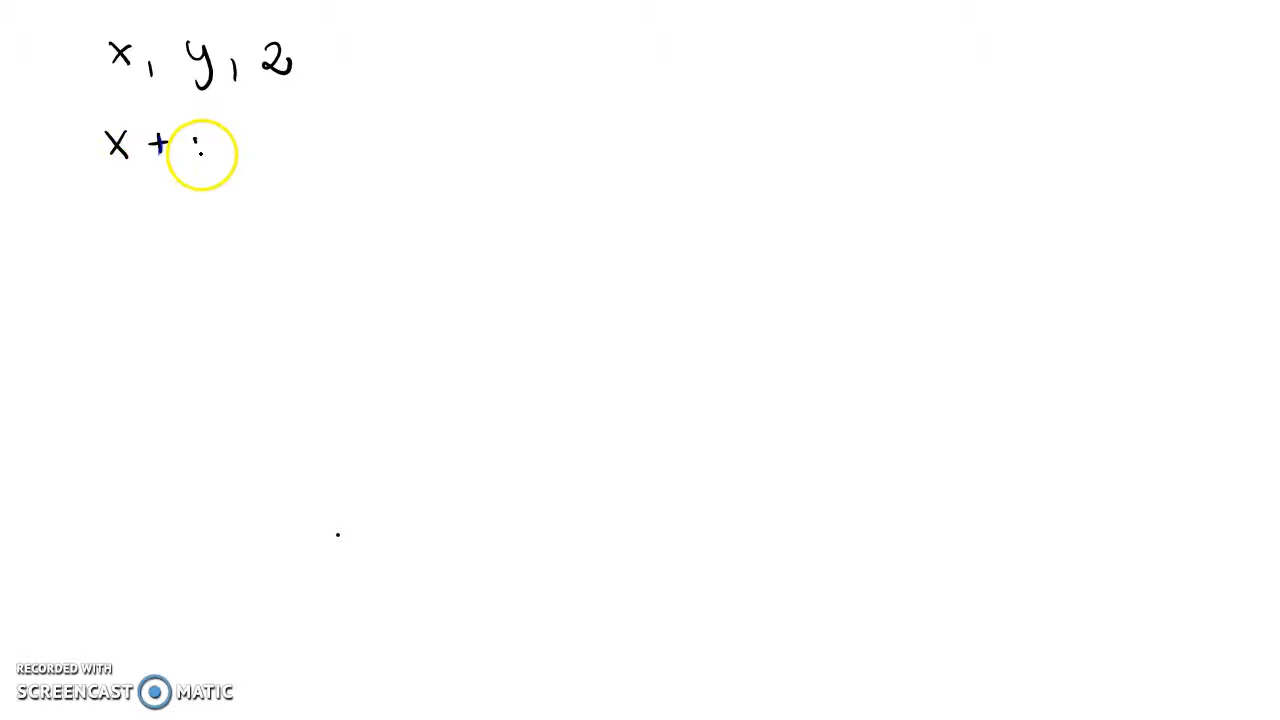 x, y, z
x +
RECORDED WITH
SCREENCAST MATIC